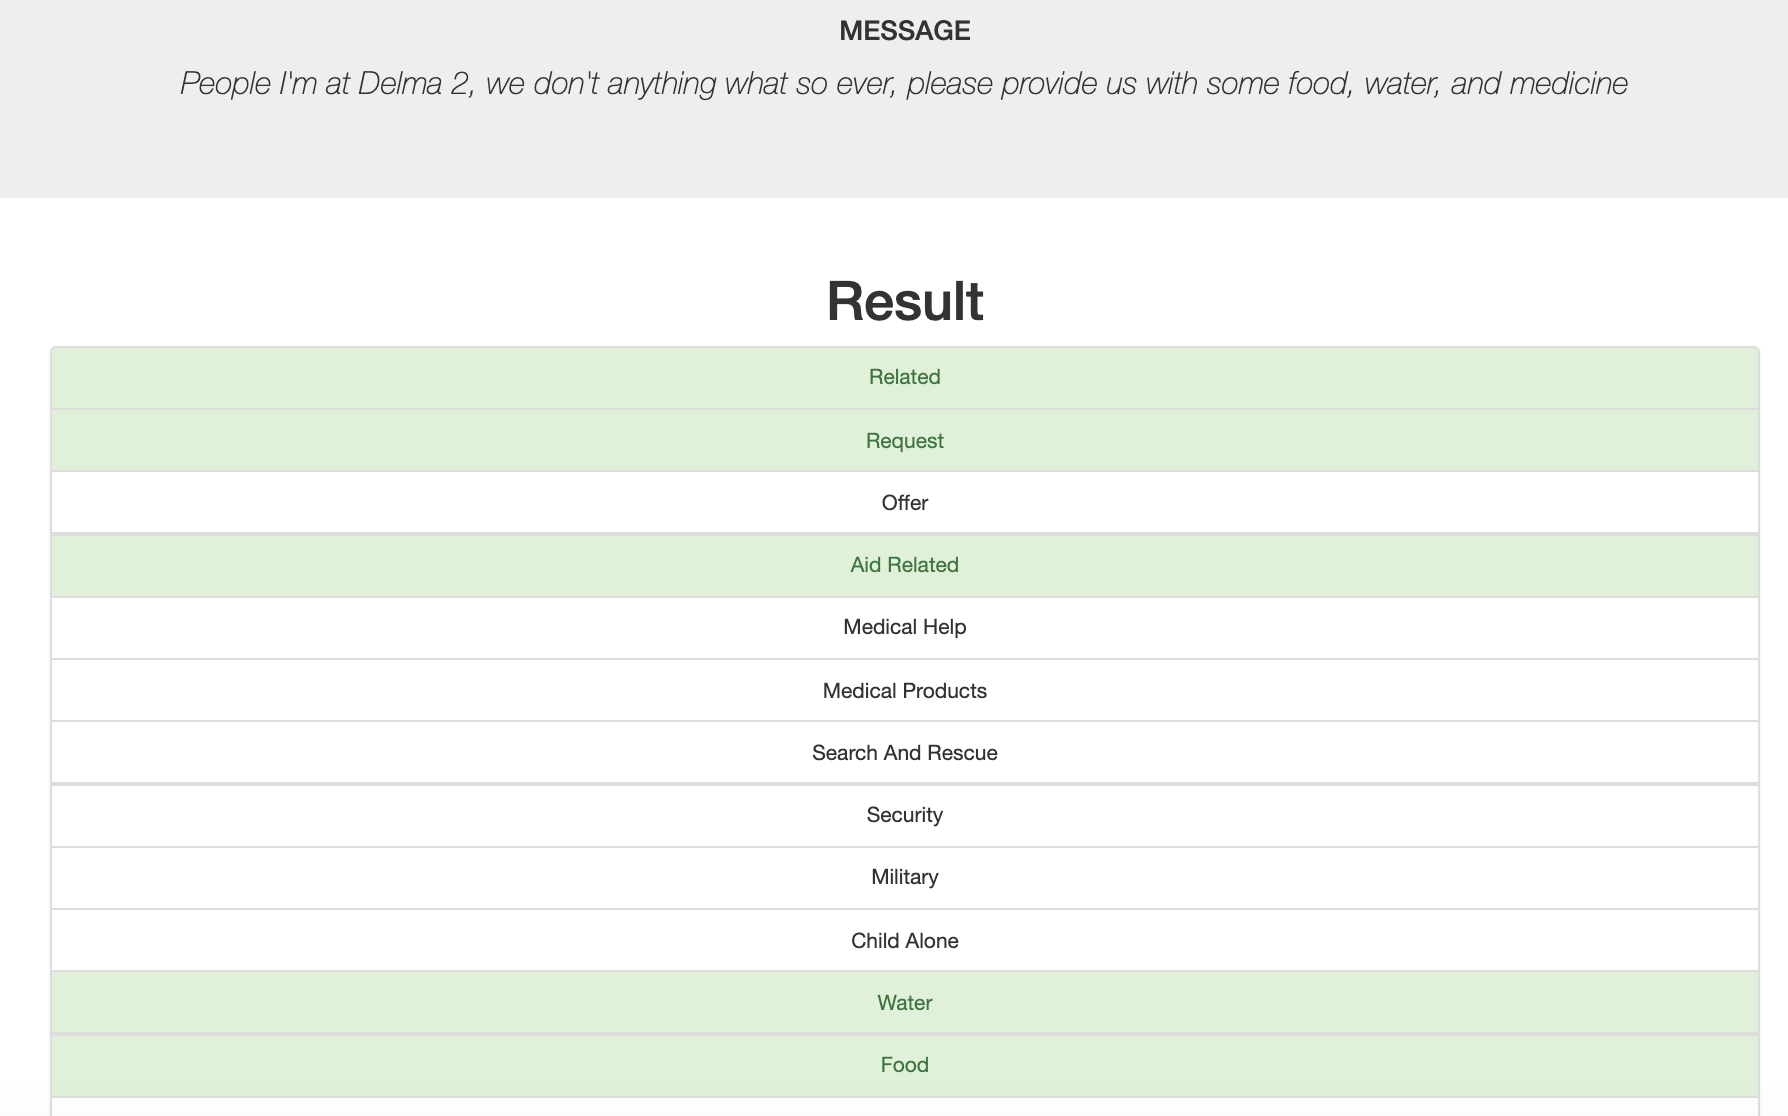 MESSAGE
People I'm at Delma 2, we don't anything what so ever, please provide us with some food, water, and medicine
Result
Related
Request
Offer
Aid Related
Medical Help
Medical Products
Search And Rescue
Security
Military
Child Alone
Water
Food